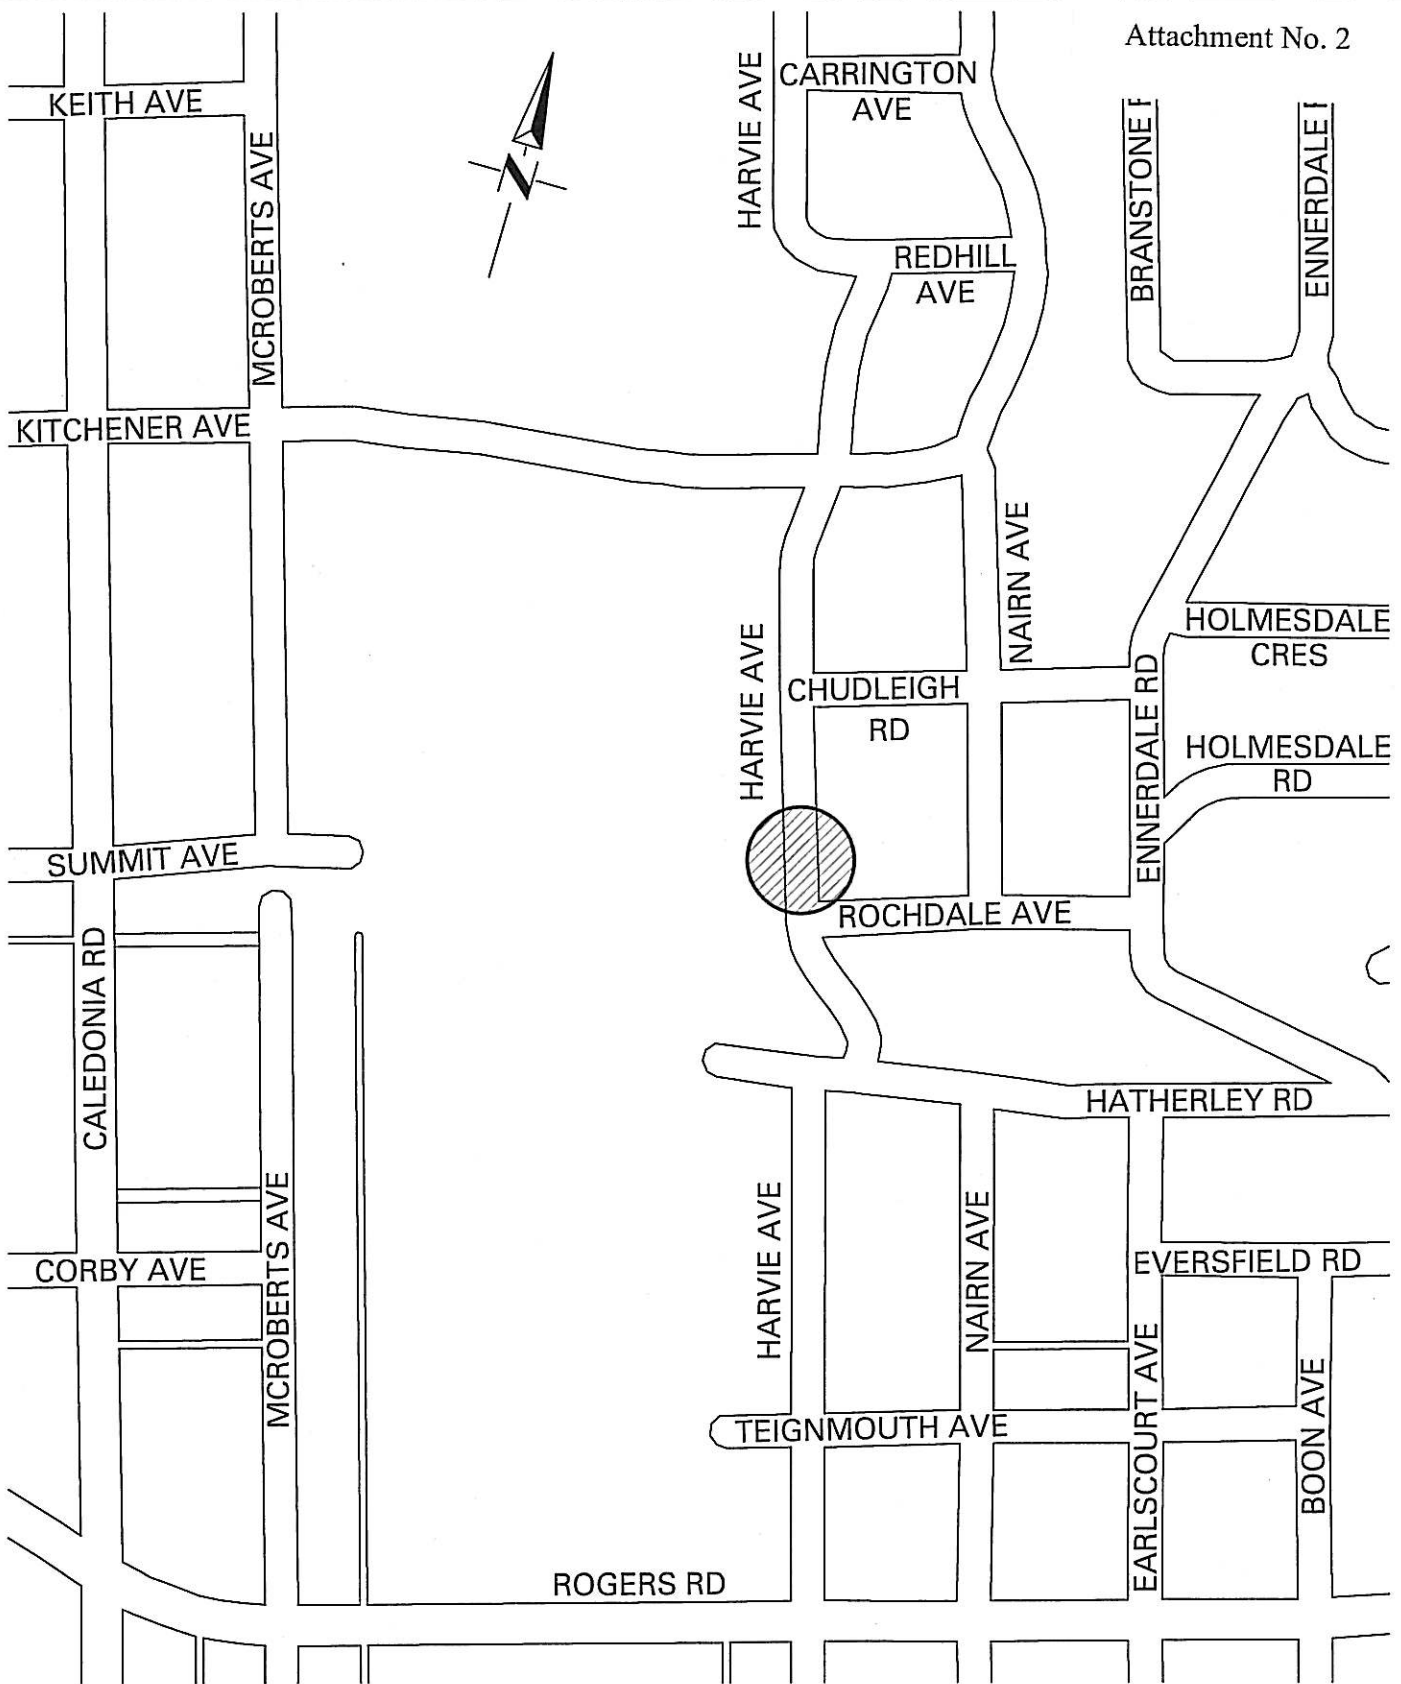 Attachment No. 2
CARRINGTON
AVE
KEITH AVE
HARVIE AVE
MCROBERTS AVE
BRANSTONE
ENNERDALE
N
REDHILL
AVE
KITCHENER AVE
NAIRN AVE
HOLMESDALE
CRES
HARVIE AVE
CHUDLEIGH
RD
ENNERDALE RD
HOLMESDALE
RD
SUMMIT AVE
ROCHDALE AVE
CALEDONIA RD
HATHERLEY RD
MCROBERTS AVE
HARVIE AVE
NAIRN AVE
EVERSFIELD RD
CORBY AVE
EARLSCOURT AVE
BOON AVE
TEIGNMOUTH AVE
ROGERS RD